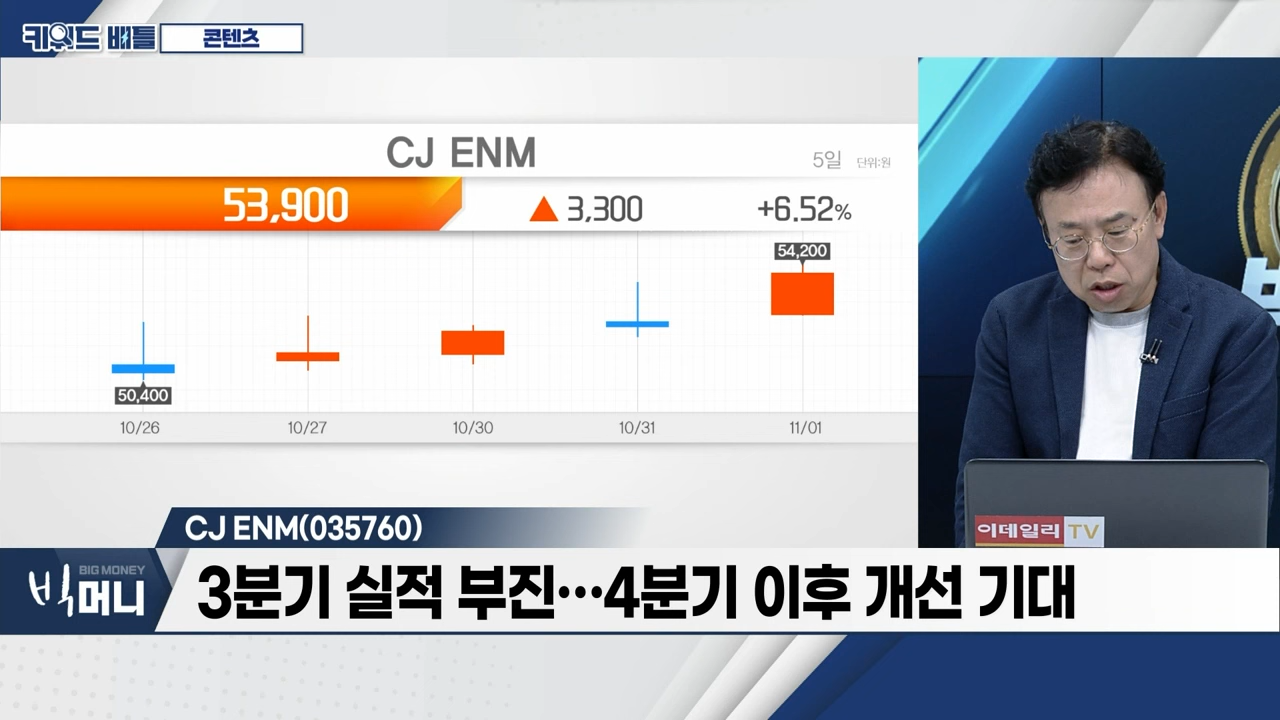 키워드 배틀 콘텐츠
CJ ENM
5일 단위:원
53,900 ▲ 3,300 +6.52%
54,200
50,400
10/26 10/27 10/30 10/31 11/01
이데일리 TV
CJ ENM(035760)
BIG MONEY
빅머니
3분기 실적 부진…4분기 이후 개선 기대